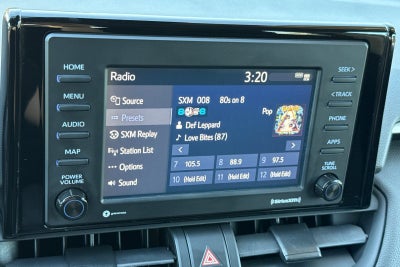 HOME
MENU
AUDIO
MAP
POWER
VOLUME
Radio
3:20
Source
Presets
SXM Replay
Station List
Options
Sound
SXM 008 80s on 8
Pop
Def Leppard
Love Bites (87)
7 105.5
8 88.9
9 97.5
10 (Hold Edit)
11 (Hold Edit)
12 (Hold Edit)
SEEK >
< TRACK
PHONE
APPS
TUNE
SCROLL
((SiriusXM))